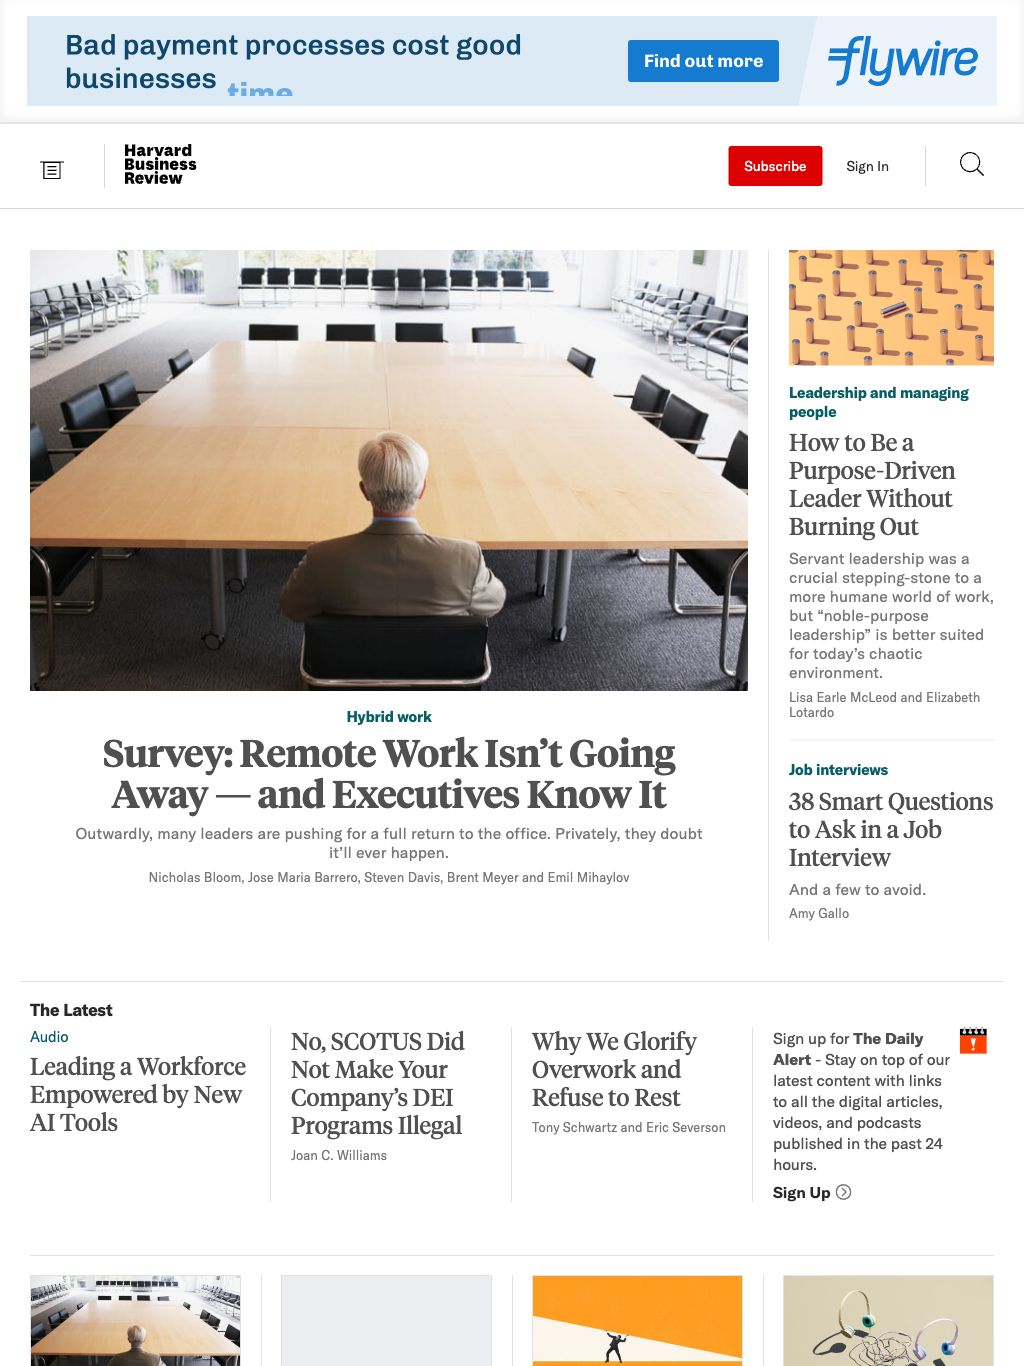 Bad payment processes cost good
businesses time
Find out more
flywire
Harvard
Business
Review
Subscribe
Sign In
Hybrid work
Survey: Remote Work Isn’t Going
Away — and Executives Know It
Outwardly, many leaders are pushing for a full return to the office. Privately, they doubt
it’ll ever happen.
Nicholas Bloom, Jose Maria Barrero, Steven Davis, Brent Meyer and Emil Mihaylov
Leadership and managing
people
How to Be a
Purpose-Driven
Leader Without
Burning Out
Servant leadership was a
crucial stepping-stone to a
more humane world of work,
but “noble-purpose
leadership” is better suited
for today’s chaotic
environment.
Lisa Earle McLeod and Elizabeth
Lotardo
Job interviews
38 Smart Questions
to Ask in a Job
Interview
And a few to avoid.
Amy Gallo
The Latest
Audio
Leading a Workforce
Empowered by New
AI Tools
No, SCOTUS Did
Not Make Your
Company’s DEI
Programs Illegal
Joan C. Williams
Why We Glorify
Overwork and
Refuse to Rest
Tony Schwartz and Eric Severson
Sign up for The Daily
Alert - Stay on top of our
latest content with links
to all the digital articles,
videos, and podcasts
published in the past 24
hours.
Sign Up